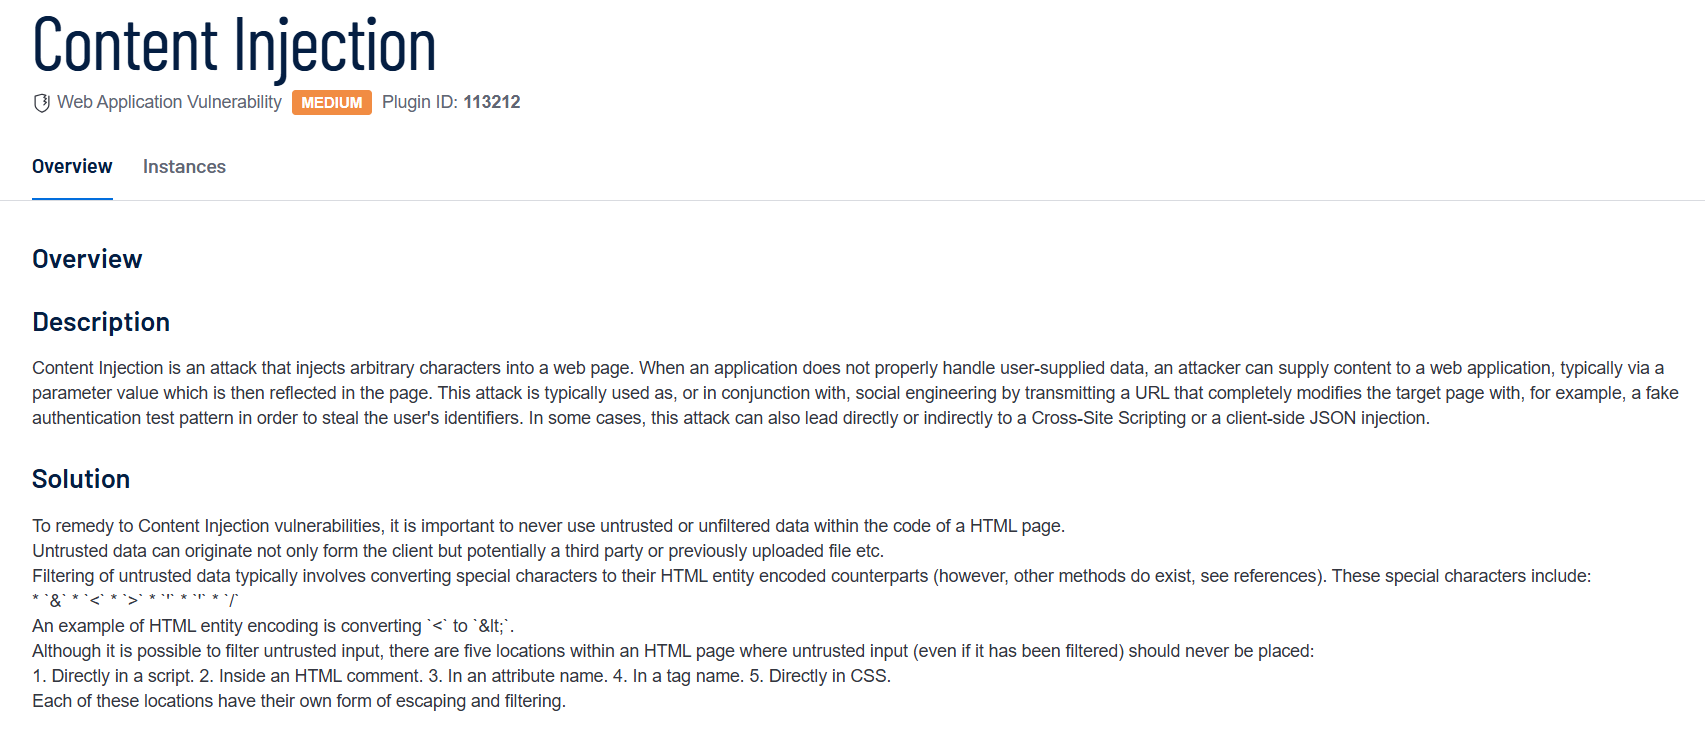 Content Injection
Web Application Vulnerability MEDIUM Plugin ID: 113212
Overview Instances
Overview
Description
Content Injection is an attack that injects arbitrary characters into a web page. When an application does not properly handle user-supplied data, an attacker can supply content to a web application, typically via a
parameter value which is then reflected in the page. This attack is typically used as, or in conjunction with, social engineering by transmitting a URL that completely modifies the target page with, for example, a fake
authentication test pattern in order to steal the user's identifiers. In some cases, this attack can also lead directly or indirectly to a Cross-Site Scripting or a client-side JSON injection.
Solution
To remedy to Content Injection vulnerabilities, it is important to never use untrusted or unfiltered data within the code of a HTML page.
Untrusted data can originate not only form the client but potentially a third party or previously uploaded file etc.
Filtering of untrusted data typically involves converting special characters to their HTML entity encoded counterparts (however, other methods do exist, see references). These special characters include:
* `&` * `<` * `>` * `"` * `'` * `/`
An example of HTML entity encoding is converting `<` to `&lt;`.
Although it is possible to filter untrusted input, there are five locations within an HTML page where untrusted input (even if it has been filtered) should never be placed:
1. Directly in a script. 2. Inside an HTML comment. 3. In an attribute name. 4. In a tag name. 5. Directly in CSS.
Each of these locations have their own form of escaping and filtering.